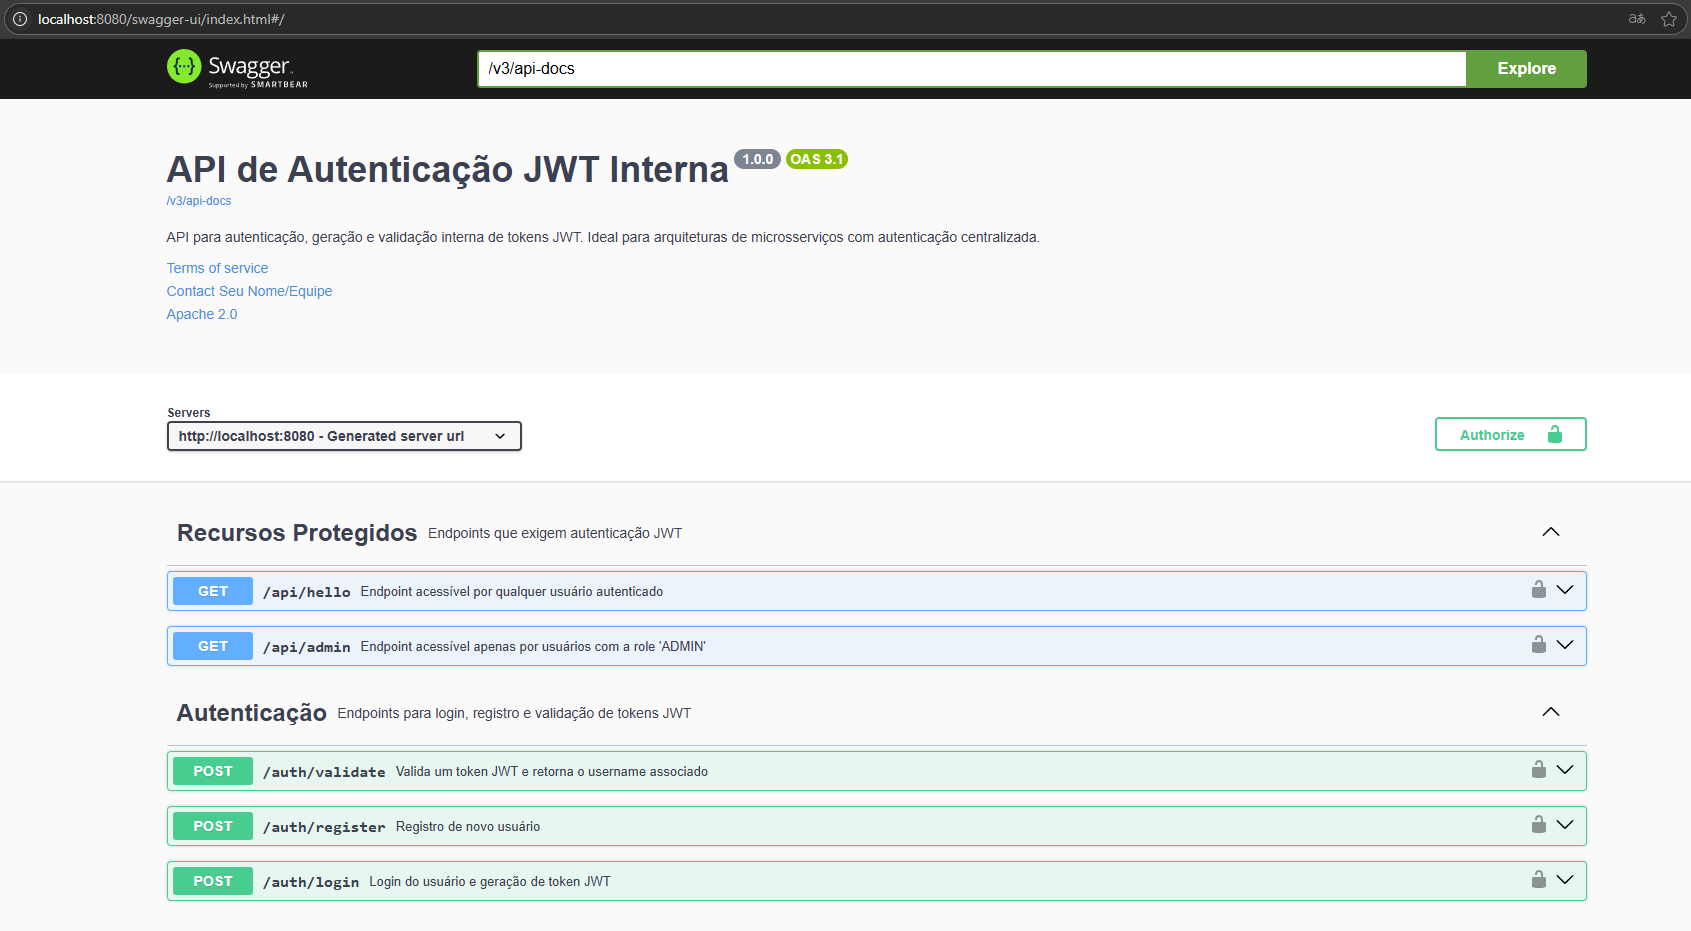 localhost:8080/swagger-ui/index.html#/
Swagger
Supported by SMARTBEAR
/v3/api-docs
Explore
API de Autenticação JWT Interna 1.0.0 OAS 3.1
/v3/api-docs
API para autenticação, geração e validação interna de tokens JWT. Ideal para arquiteturas de microsserviços com autenticação centralizada.
Terms of service
Contact Seu Nome/Equipe
Apache 2.0
Servers
http://localhost:8080 - Generated server url
Authorize
Recursos Protegidos Endpoints que exigem autenticação JWT
GET /api/hello Endpoint acessível por qualquer usuário autenticado
GET /api/admin Endpoint acessível apenas por usuários com a role 'ADMIN'
Autenticação Endpoints para login, registro e validação de tokens JWT
POST /auth/validate Valida um token JWT e retorna o username associado
POST /auth/register Registro de novo usuário
POST /auth/login Login do usuário e geração de token JWT